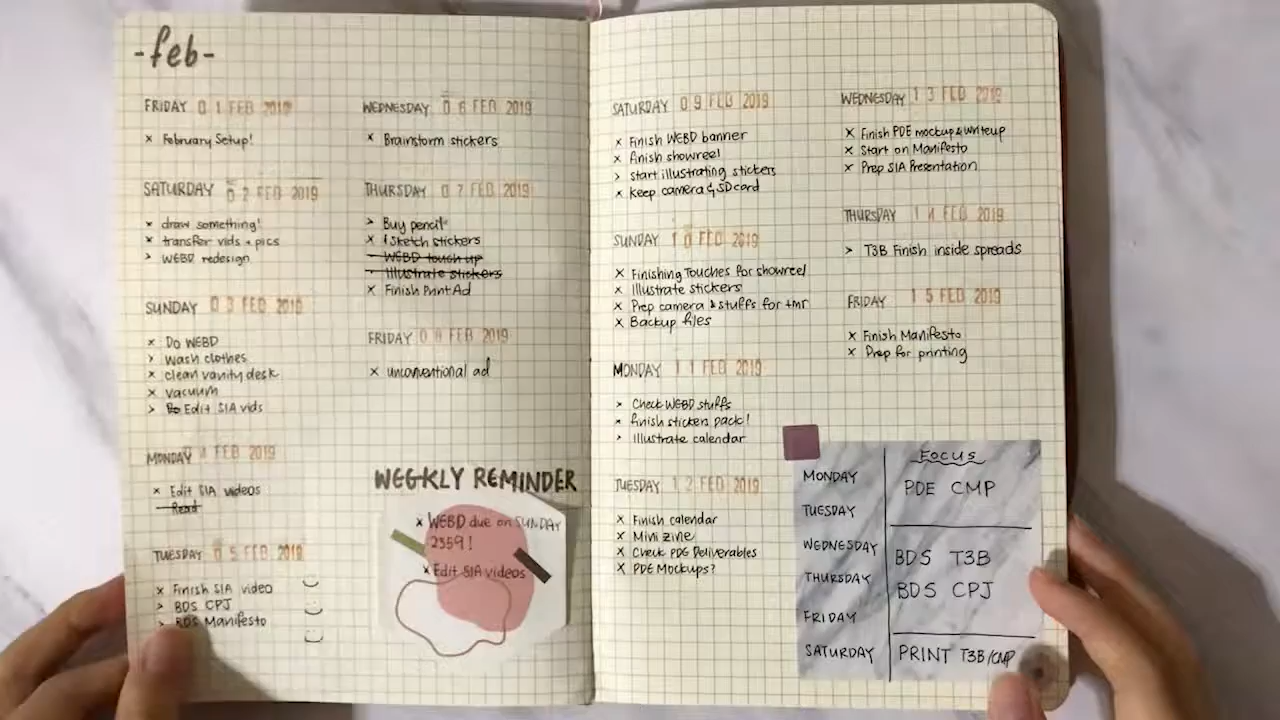 -feb-
FRIDAY 01 FEB 2019
× February Setup!
SATURDAY 02 FEB 2019
× draw something!
× transfer vids + pics
> WEBD redesign
SUNDAY 03 FEB 2019
× Do WEBD
> Wash clothes
× clean vanity desk
× vacuum
> Edit SIA vids
MONDAY 4 FEB 2019
× Edit SIA videos
- Read
TUESDAY 05 FEB 2019
× Finish SIA video
> BDS CPJ
> BDS Manifesto
WEDNESDAY 06 FEB 2019
× Brainstorm stickers
THURSDAY 07 FEB 2019
> Buy pencil
× Sketch stickers
- WEBD touch up
- Illustrate stickers
× Finish Print Ad
FRIDAY 08 FEB 2019
× unconventional ad
WEEKLY REMINDER
× WEBD due on SUNDAY
2359!
× Edit SIA videos
SATURDAY 09 FEB 2019
× Finish WEBD banner
× finish showreel
> start illustrating stickers
× keep camera & SD card
SUNDAY 10 FEB 2019
× Finishing Touches for showreel
× Illustrate stickers
× Prep camera & stuffs for tmr
× Backup files
MONDAY 11 FEB 2019
> Check WEBD stuffs
× finish stickers pack!
> Illustrate calendar
TUESDAY 12 FEB 2019
× Finish calendar
× Mini zine
× Check PDE Deliverables
× PDE Mockups?
WEDNESDAY 13 FEB 2019
× Finish PDE mockup & writeup
× Start on Manifesto
× Prep SIA Presentation
THURSDAY 14 FEB 2019
> T3B Finish inside spreads
FRIDAY 15 FEB 2019
× Finish Manifesto
× Prep for printing
FOCUS
MONDAY
PDE CMP
TUESDAY
WEDNESDAY
BDS T3B
THURSDAY
BDS CPJ
FRIDAY
SATURDAY
PRINT T3B/CMP